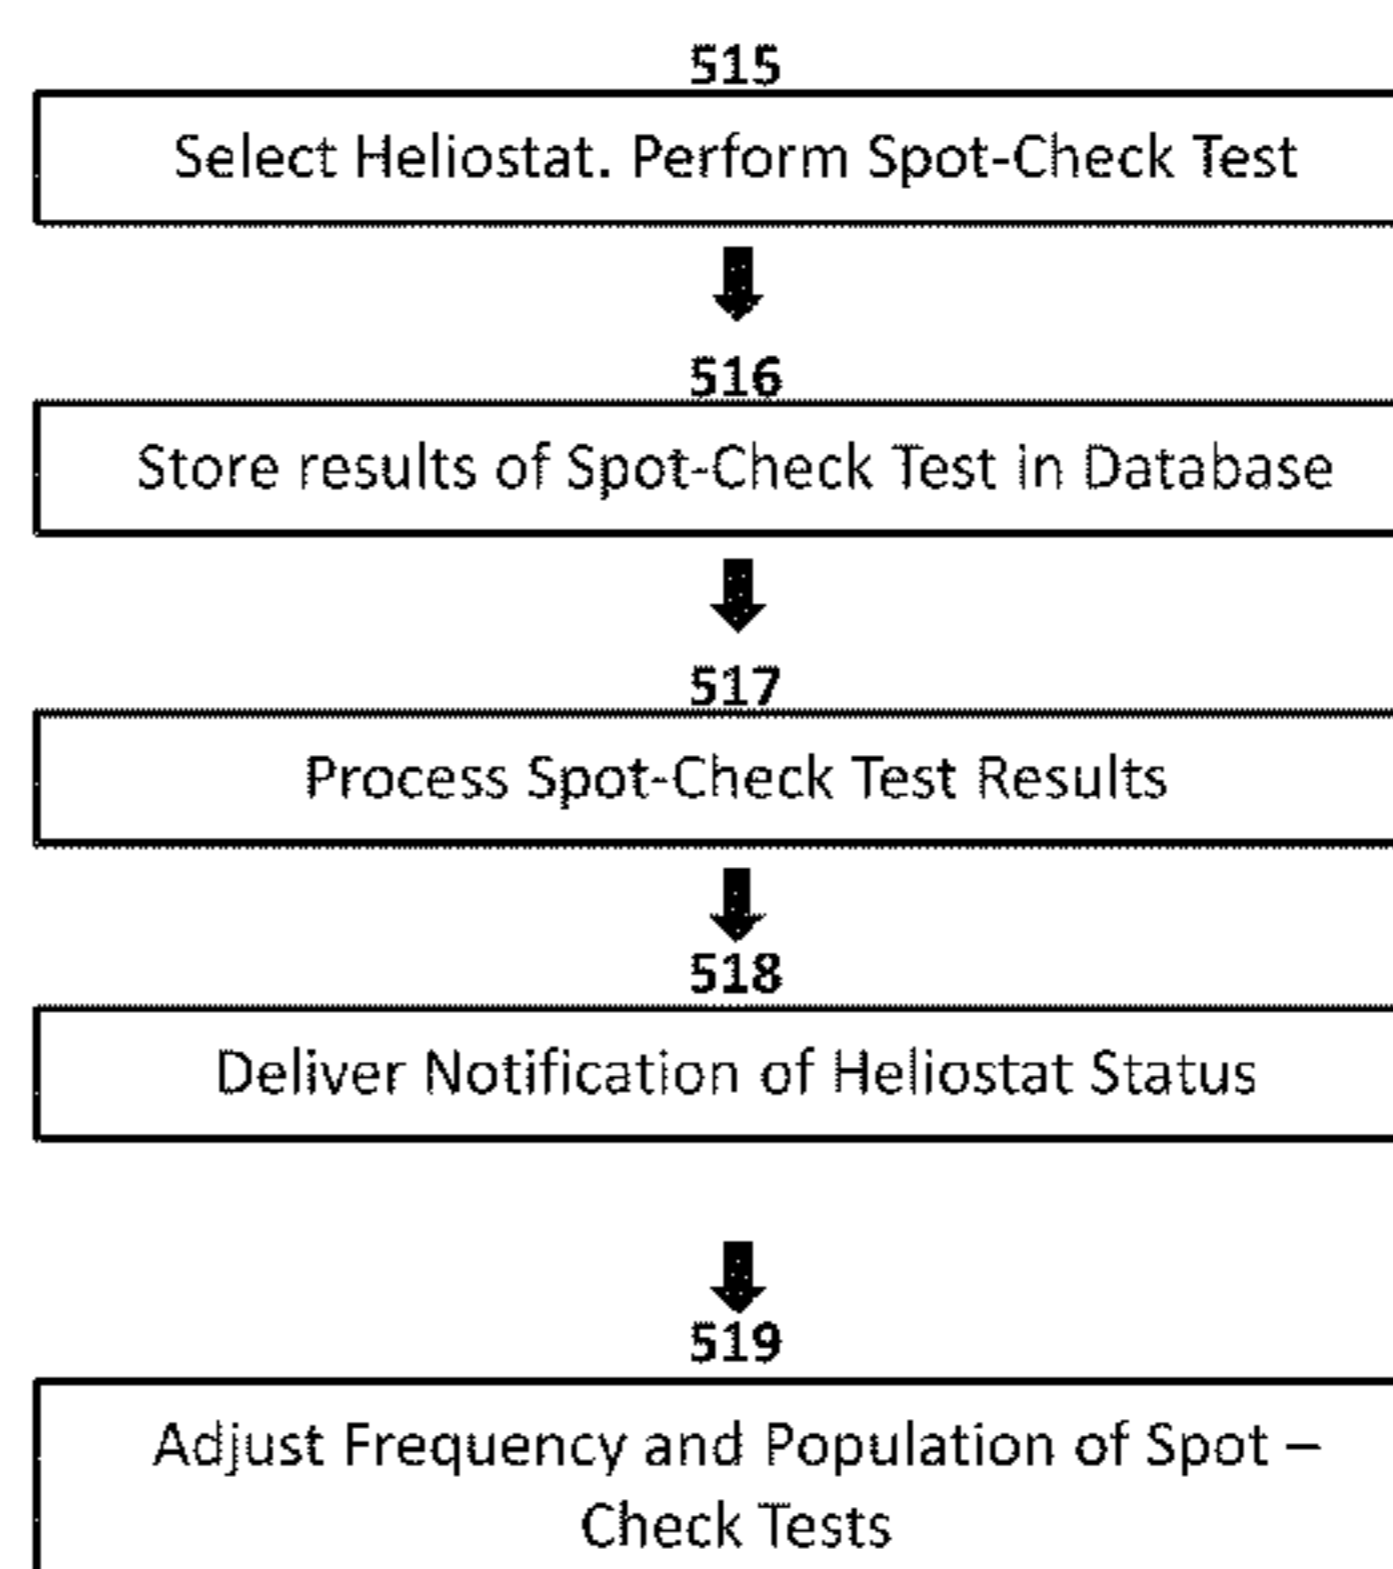 515
Select Heliostat. Perform Spot-Check Test
516
Store results of Spot-Check Test in Database
517
Process Spot-Check Test Results
518
Deliver Notification of Heliostat Status
519
Adjust Frequency and Population of Spot –
Check Tests